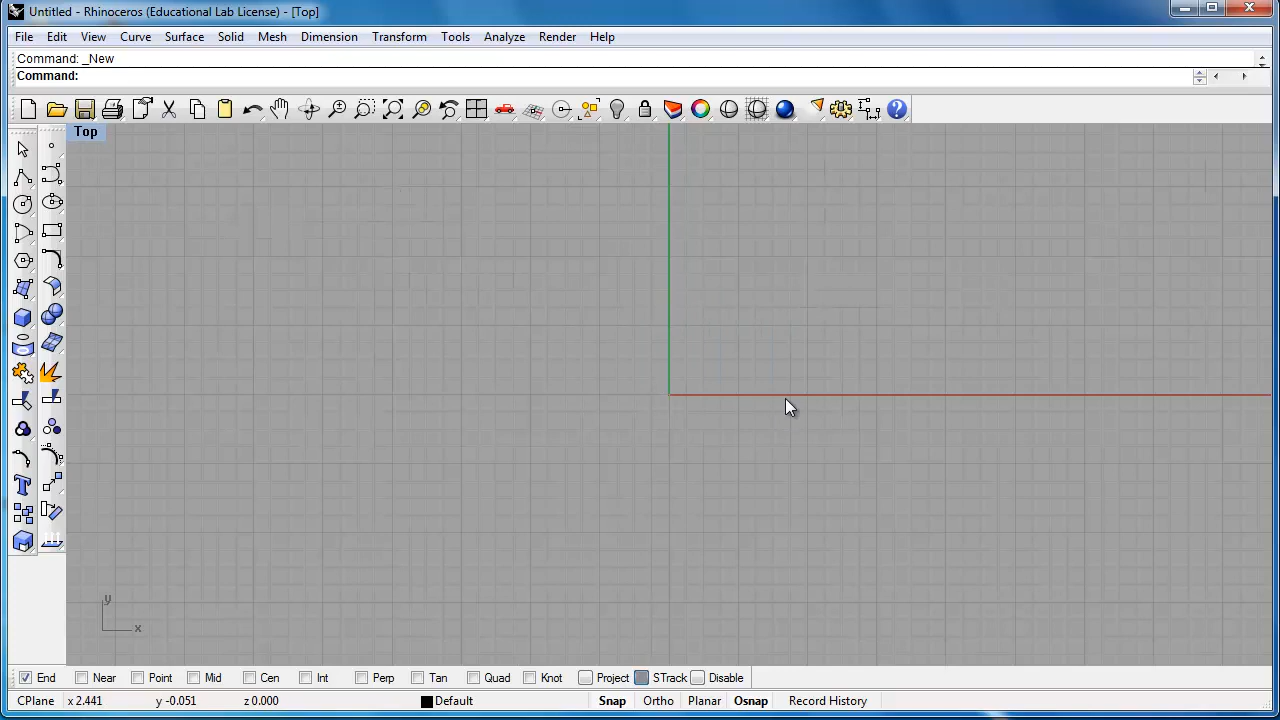 Untitled - Rhinoceros (Educational Lab License) - [Top]
File Edit View Curve Surface Solid Mesh Dimension Transform Tools Analyze Render Help
Command: _New
Command:
Top
y
x
End Near Point Mid Cen Int Perp Tan Quad Knot Project STrack Disable
CPlane x 2.441 y -0.051 z 0.000 Default Snap Ortho Planar Osnap Record History